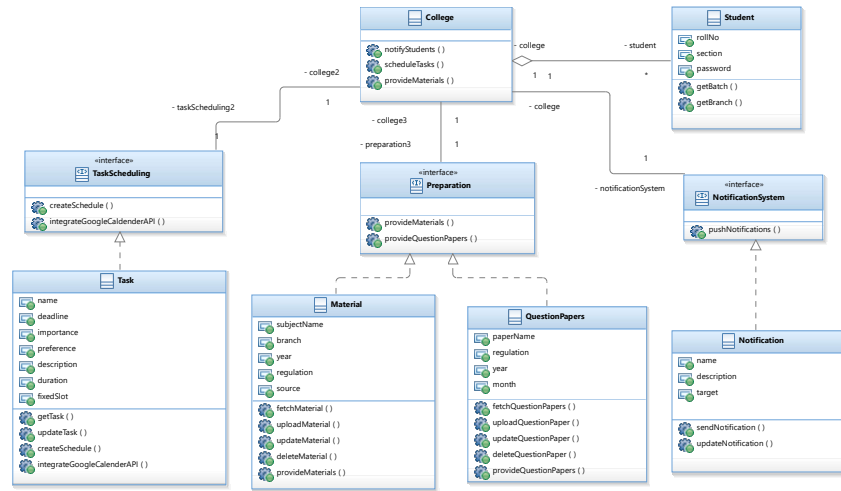 College
notifyStudents ( )
scheduleTasks ( )
provideMaterials ( )
Student
rollNo
section
password
getBatch ( )
getBranch ( )
- college
- student
1
1
*
- college2
1
- taskScheduling2
1
- college3
1
- preparation3
1
- college
1
- notificationSystem
«interface»
TaskScheduling
createSchedule ( )
integrateGoogleCaldenderAPI ( )
«interface»
Preparation
provideMaterials ( )
provideQuestionPapers ( )
«interface»
NotificationSystem
pushNotifications ( )
Task
name
deadline
importance
preference
description
duration
fixedSlot
getTask ( )
updateTask ( )
createSchedule ( )
integrateGoogleCalenderAPI ( )
Material
subjectName
branch
year
regulation
source
fetchMaterial ( )
uploadMaterial ( )
updateMaterial ( )
deleteMaterial ( )
provideMaterials ( )
QuestionPapers
paperName
regulation
year
month
fetchQuestionPapers ( )
uploadQuestionPaper ( )
updateQuestionPaper ( )
deleteQuestionPaper ( )
provideQuestionPapers ( )
Notification
name
description
target
sendNotification ( )
updateNotification ( )